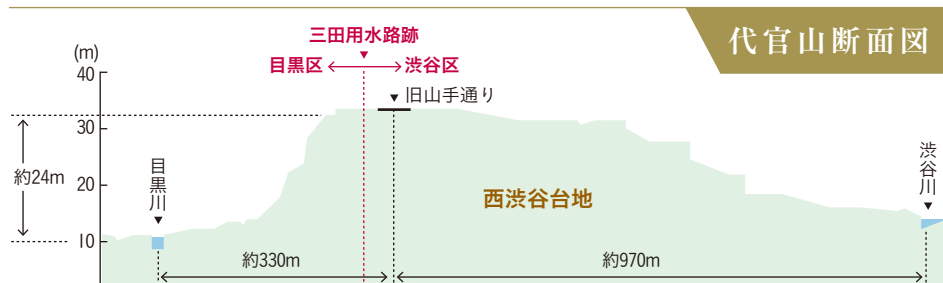 代官山断面図
三田用水路跡
▼
目黒区 ↔ 渋谷区
(m)
40
30
20
10
約24m
▼旧山手通り
目黒川
▼
西渋谷台地
渋谷川
▼
約330m
約970m